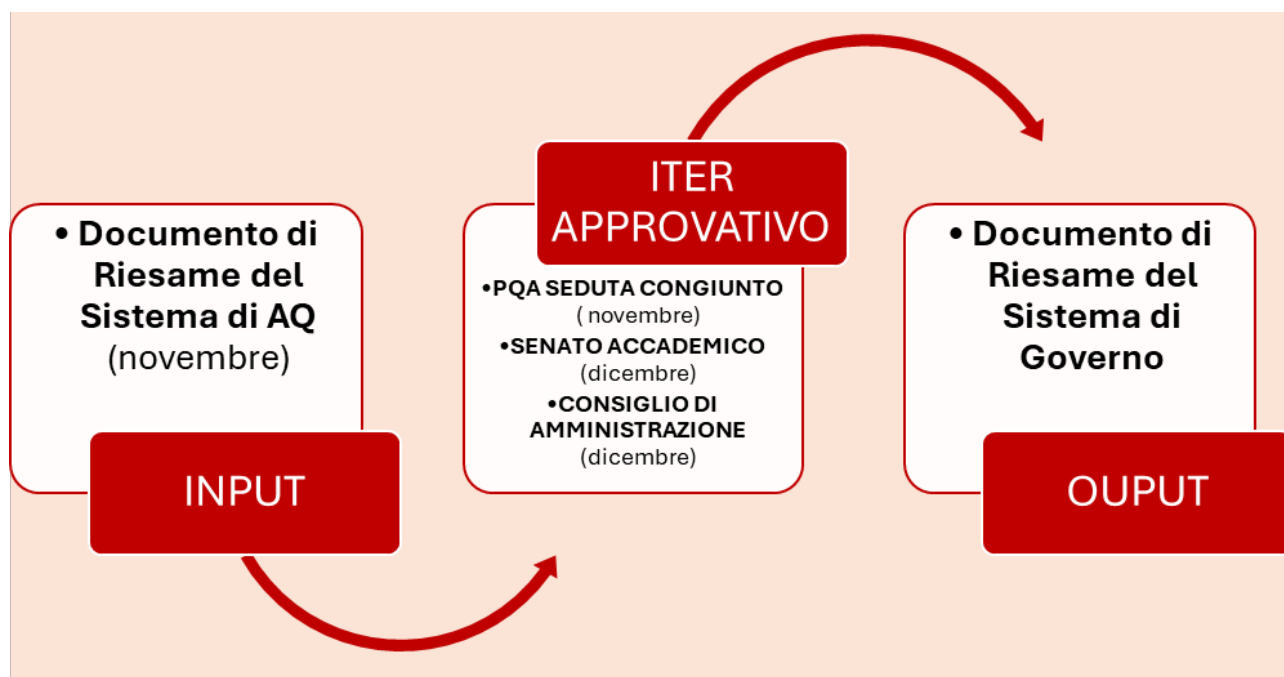 • Documento di
Riesame del
Sistema di AQ
(novembre)
INPUT
ITER
APPROVATIVO
•PQA SEDUTA CONGIUNTO
( novembre)
•SENATO ACCADEMICO
(dicembre)
•CONSIGLIO DI
AMMINISTRAZIONE
(dicembre)
• Documento di
Riesame del
Sistema di
Governo
OUPUT